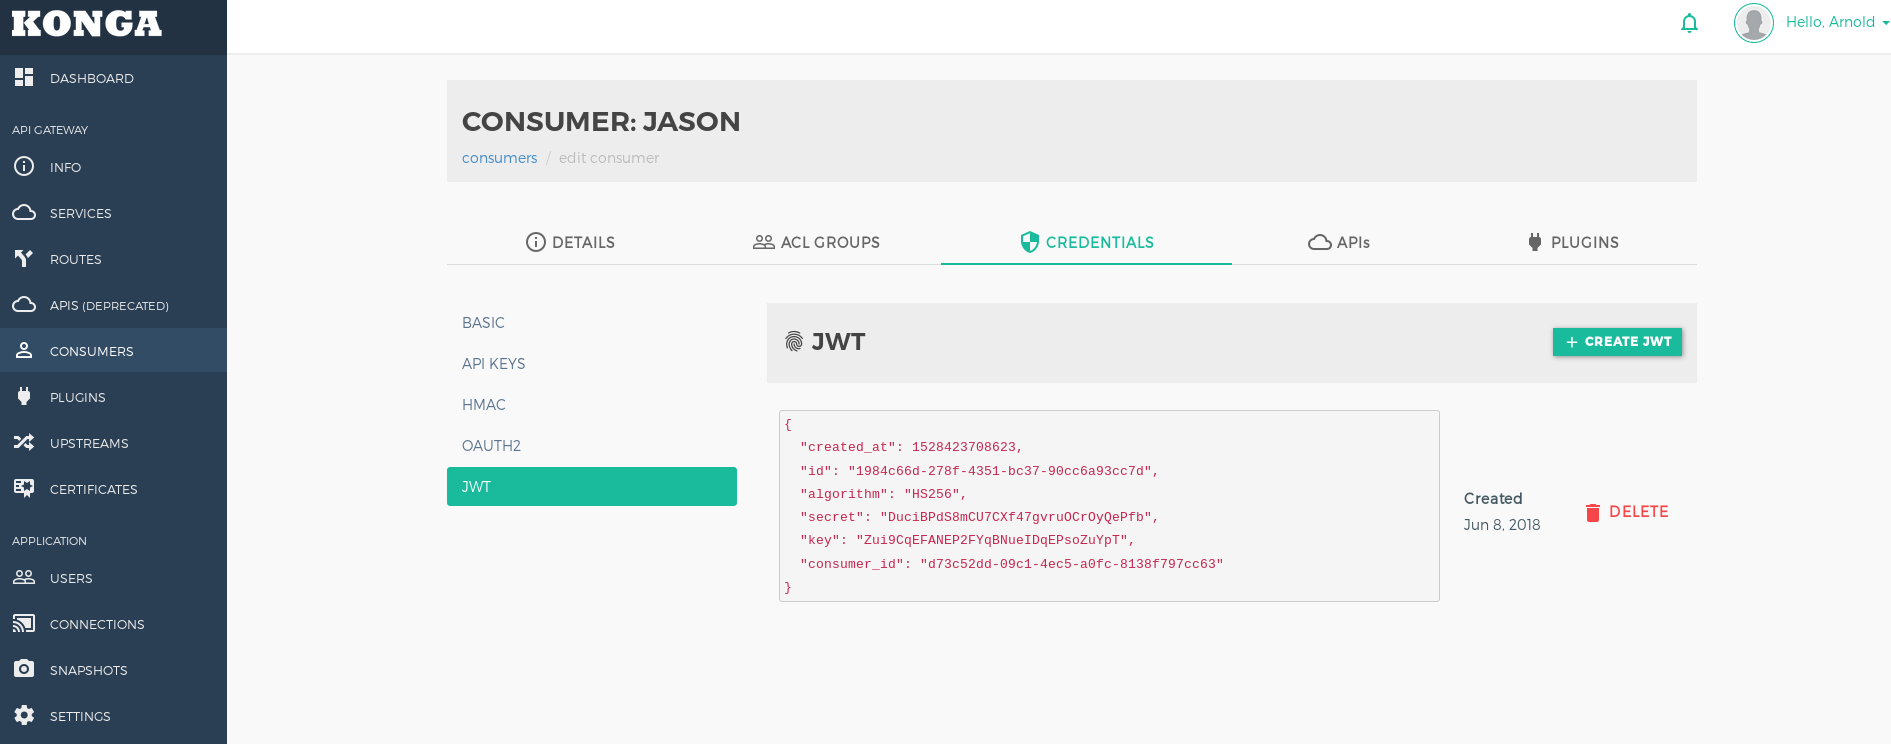 KONGA
Hello, Arnold
DASHBOARD
API GATEWAY
INFO
SERVICES
ROUTES
APIS (DEPRECATED)
CONSUMERS
PLUGINS
UPSTREAMS
CERTIFICATES
APPLICATION
USERS
CONNECTIONS
SNAPSHOTS
SETTINGS
CONSUMER: JASON
consumers / edit consumer
DETAILS
ACL GROUPS
CREDENTIALS
APIs
PLUGINS
BASIC
API KEYS
HMAC
OAUTH2
JWT
JWT
+ CREATE JWT
{
  "created_at": 1528423708623,
  "id": "1984c66d-278f-4351-bc37-90cc6a93cc7d",
  "algorithm": "HS256",
  "secret": "DuciBPdS8mCU7CXf47gvruOCrOyQePfb",
  "key": "Zui9CqEFANEP2FYqBNueIDqEPsoZuYpT",
  "consumer_id": "d73c52dd-09c1-4ec5-a0fc-8138f797cc63"
}
Created
Jun 8, 2018
DELETE